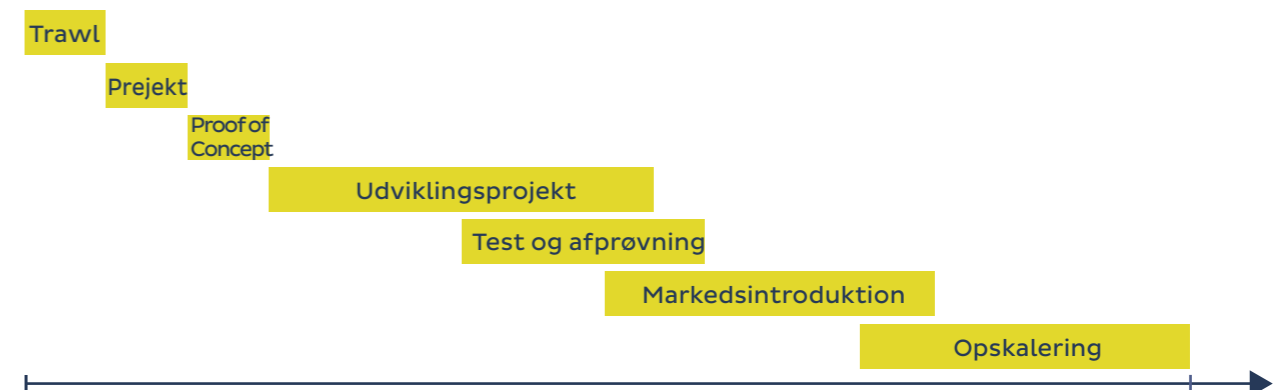 Trawl
Prejekt
Proof of
Concept
Udviklingsprojekt
Test og afprøvning
Markedsintroduktion
Opskalering